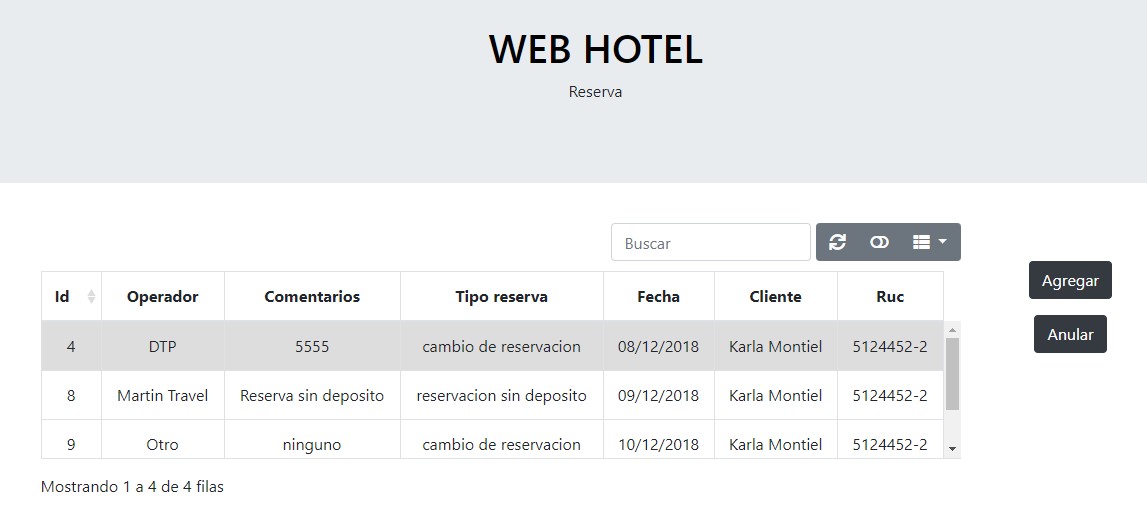 WEB HOTEL
Reserva
Buscar
Agregar
Id Operador Comentarios Tipo reserva Fecha Cliente Ruc
Anular
4 DTP 5555 cambio de reservacion 08/12/2018 Karla Montiel 5124452-2
8 Martin Travel Reserva sin deposito reservacion sin deposito 09/12/2018 Karla Montiel 5124452-2
9 Otro ninguno cambio de reservacion 10/12/2018 Karla Montiel 5124452-2
Mostrando 1 a 4 de 4 filas